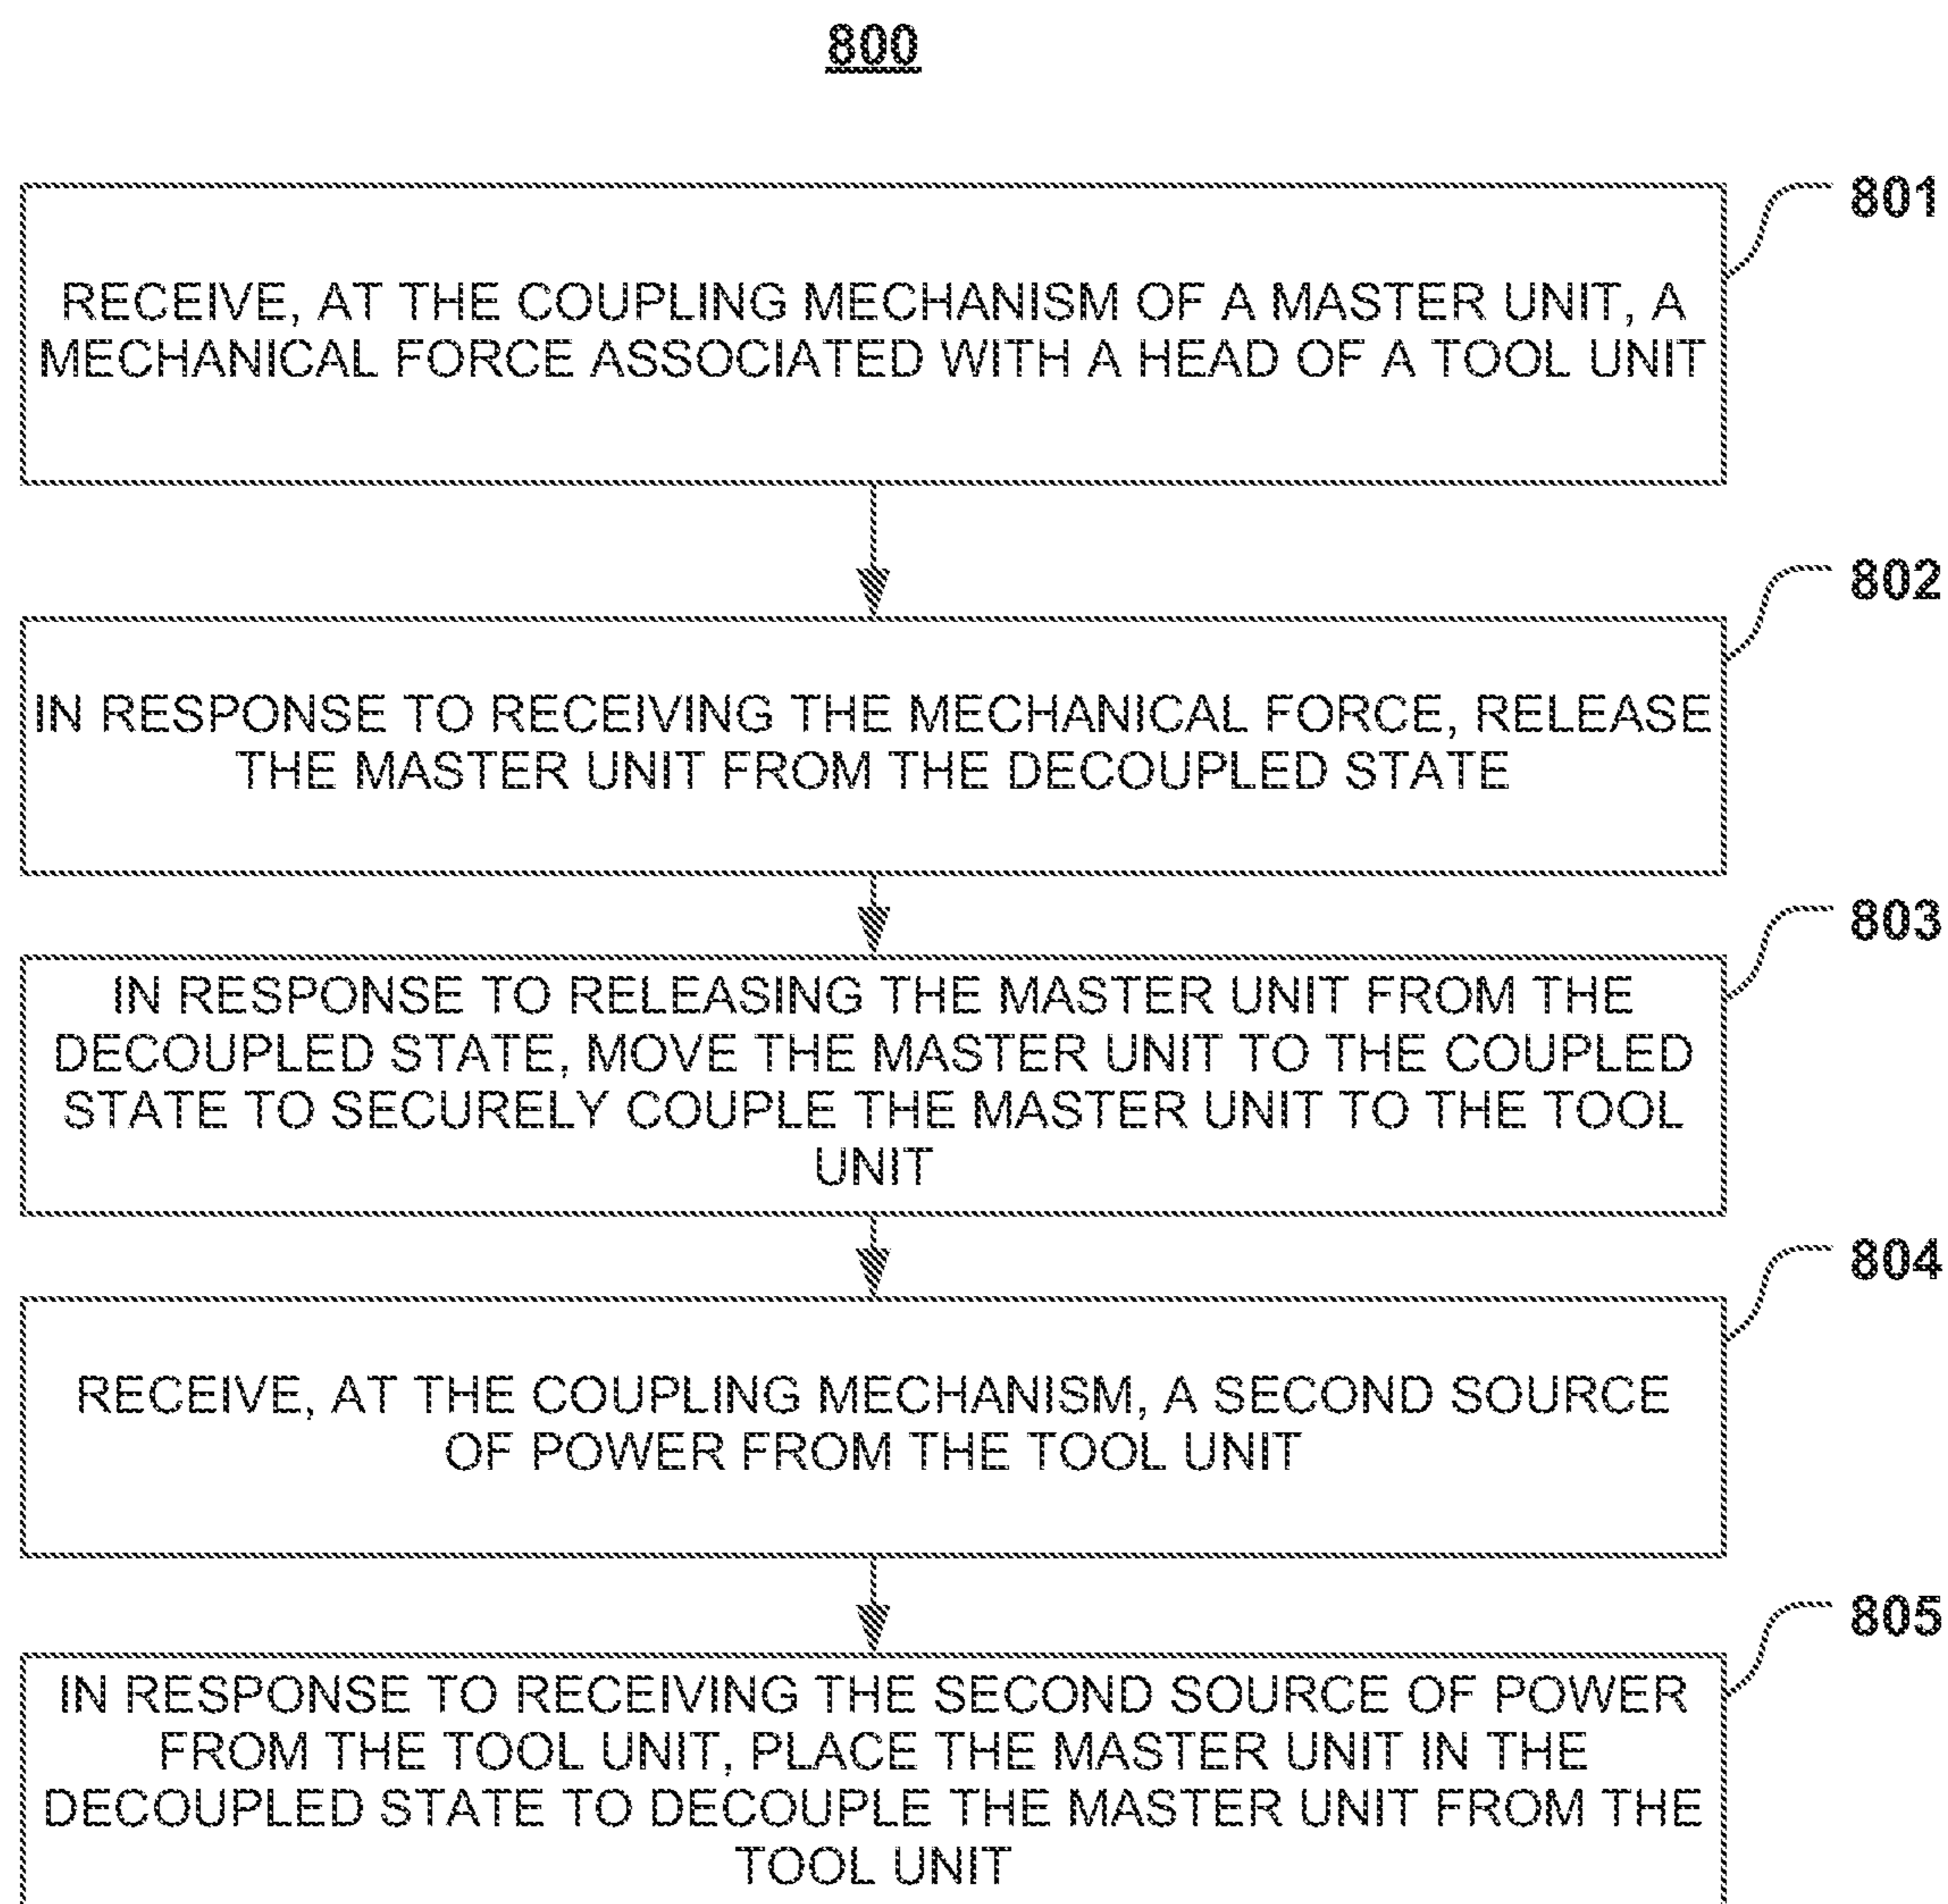 800
801
RECEIVE, AT THE COUPLING MECHANISM OF A MASTER UNIT, A
MECHANICAL FORCE ASSOCIATED WITH A HEAD OF A TOOL UNIT
802
IN RESPONSE TO RECEIVING THE MECHANICAL FORCE, RELEASE
THE MASTER UNIT FROM THE DECOUPLED STATE
803
IN RESPONSE TO RELEASING THE MASTER UNIT FROM THE
DECOUPLED STATE, MOVE THE MASTER UNIT TO THE COUPLED
STATE TO SECURELY COUPLE THE MASTER UNIT TO THE TOOL
UNIT
804
RECEIVE, AT THE COUPLING MECHANISM, A SECOND SOURCE
OF POWER FROM THE TOOL UNIT
805
IN RESPONSE TO RECEIVING THE SECOND SOURCE OF POWER
FROM THE TOOL UNIT, PLACE THE MASTER UNIT IN THE
DECOUPLED STATE TO DECOUPLE THE MASTER UNIT FROM THE
TOOL UNIT